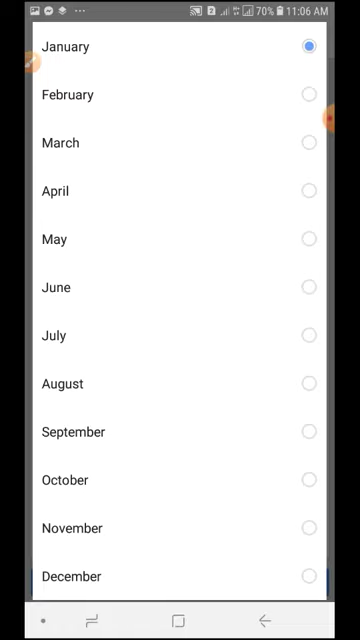 70% 11:06 AM
January
February
March
April
May
June
July
August
September
October
November
December